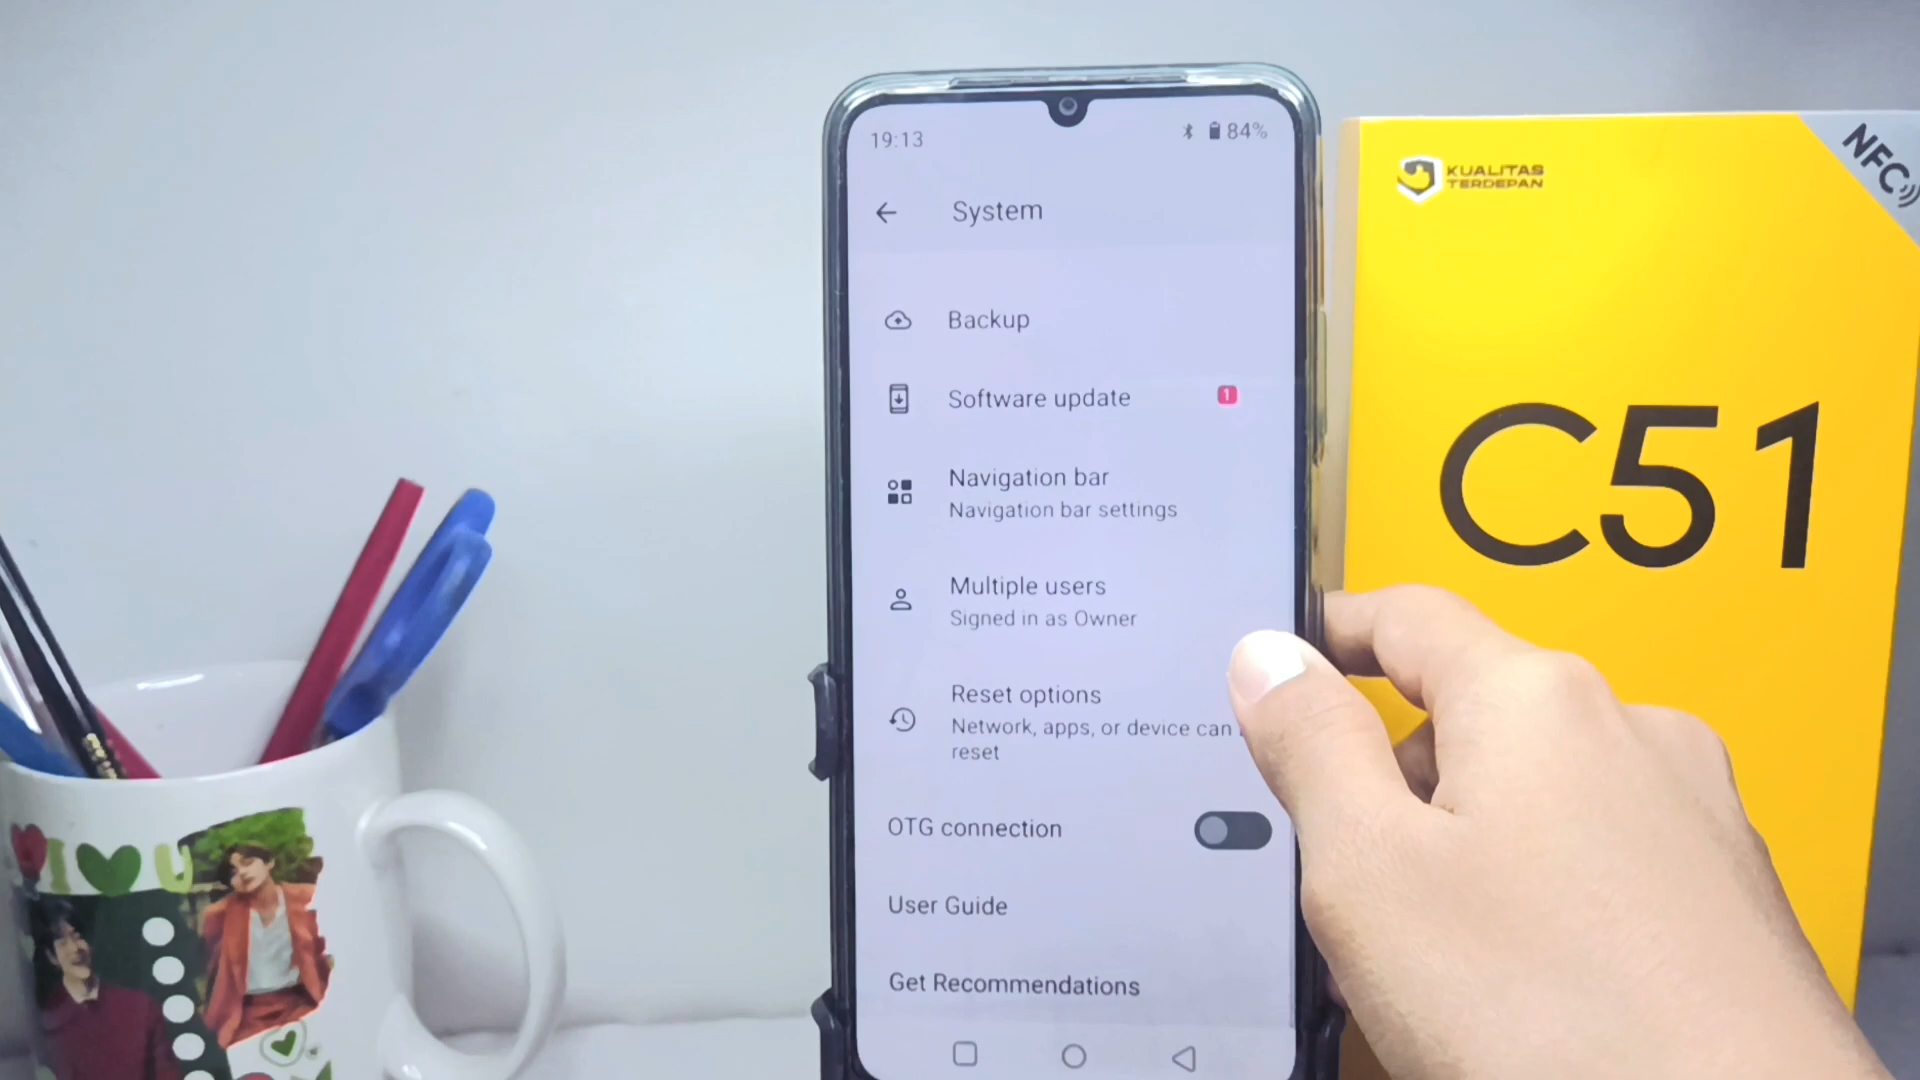 19:13
84%
System
Backup
Software update
1
Navigation bar
Navigation bar settings
Multiple users
Signed in as Owner
Reset options
Network, apps, or device can
reset
OTG connection
User Guide
Get Recommendations
KUALITAS
TERDEPAN
NFC
C51
I U